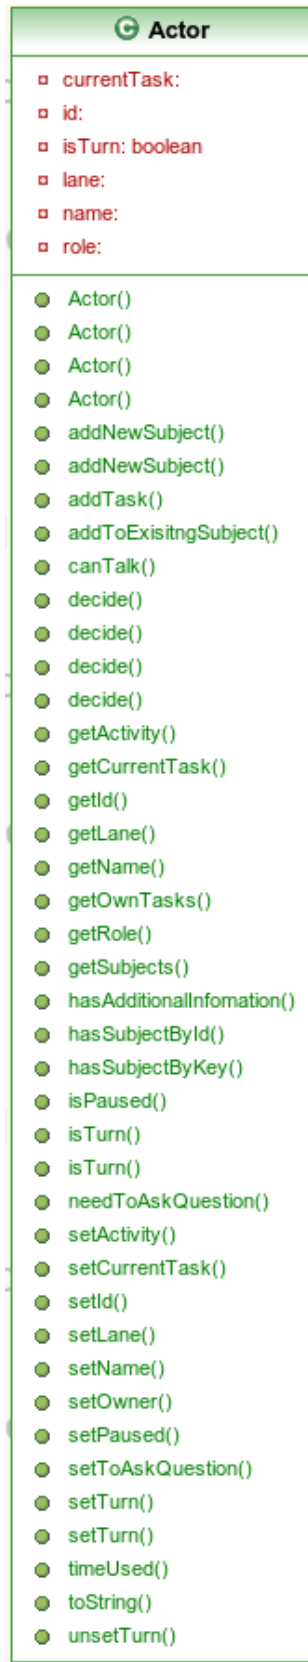 C Actor
currentTask:
id:
isTurn: boolean
lane:
name:
role:
Actor()
Actor()
Actor()
Actor()
addNewSubject()
addNewSubject()
addTask()
addToExisitngSubject()
canTalk()
decide()
decide()
decide()
decide()
getActivity()
getCurrentTask()
getId()
getLane()
getName()
getOwnTasks()
getRole()
getSubjects()
hasAdditionalInfomation()
hasSubjectById()
hasSubjectByKey()
isPaused()
isTurn()
isTurn()
needToAskQuestion()
setActivity()
setCurrentTask()
setId()
setLane()
setName()
setOwner()
setPaused()
setToAskQuestion()
setTurn()
setTurn()
timeUsed()
toString()
unsetTurn()